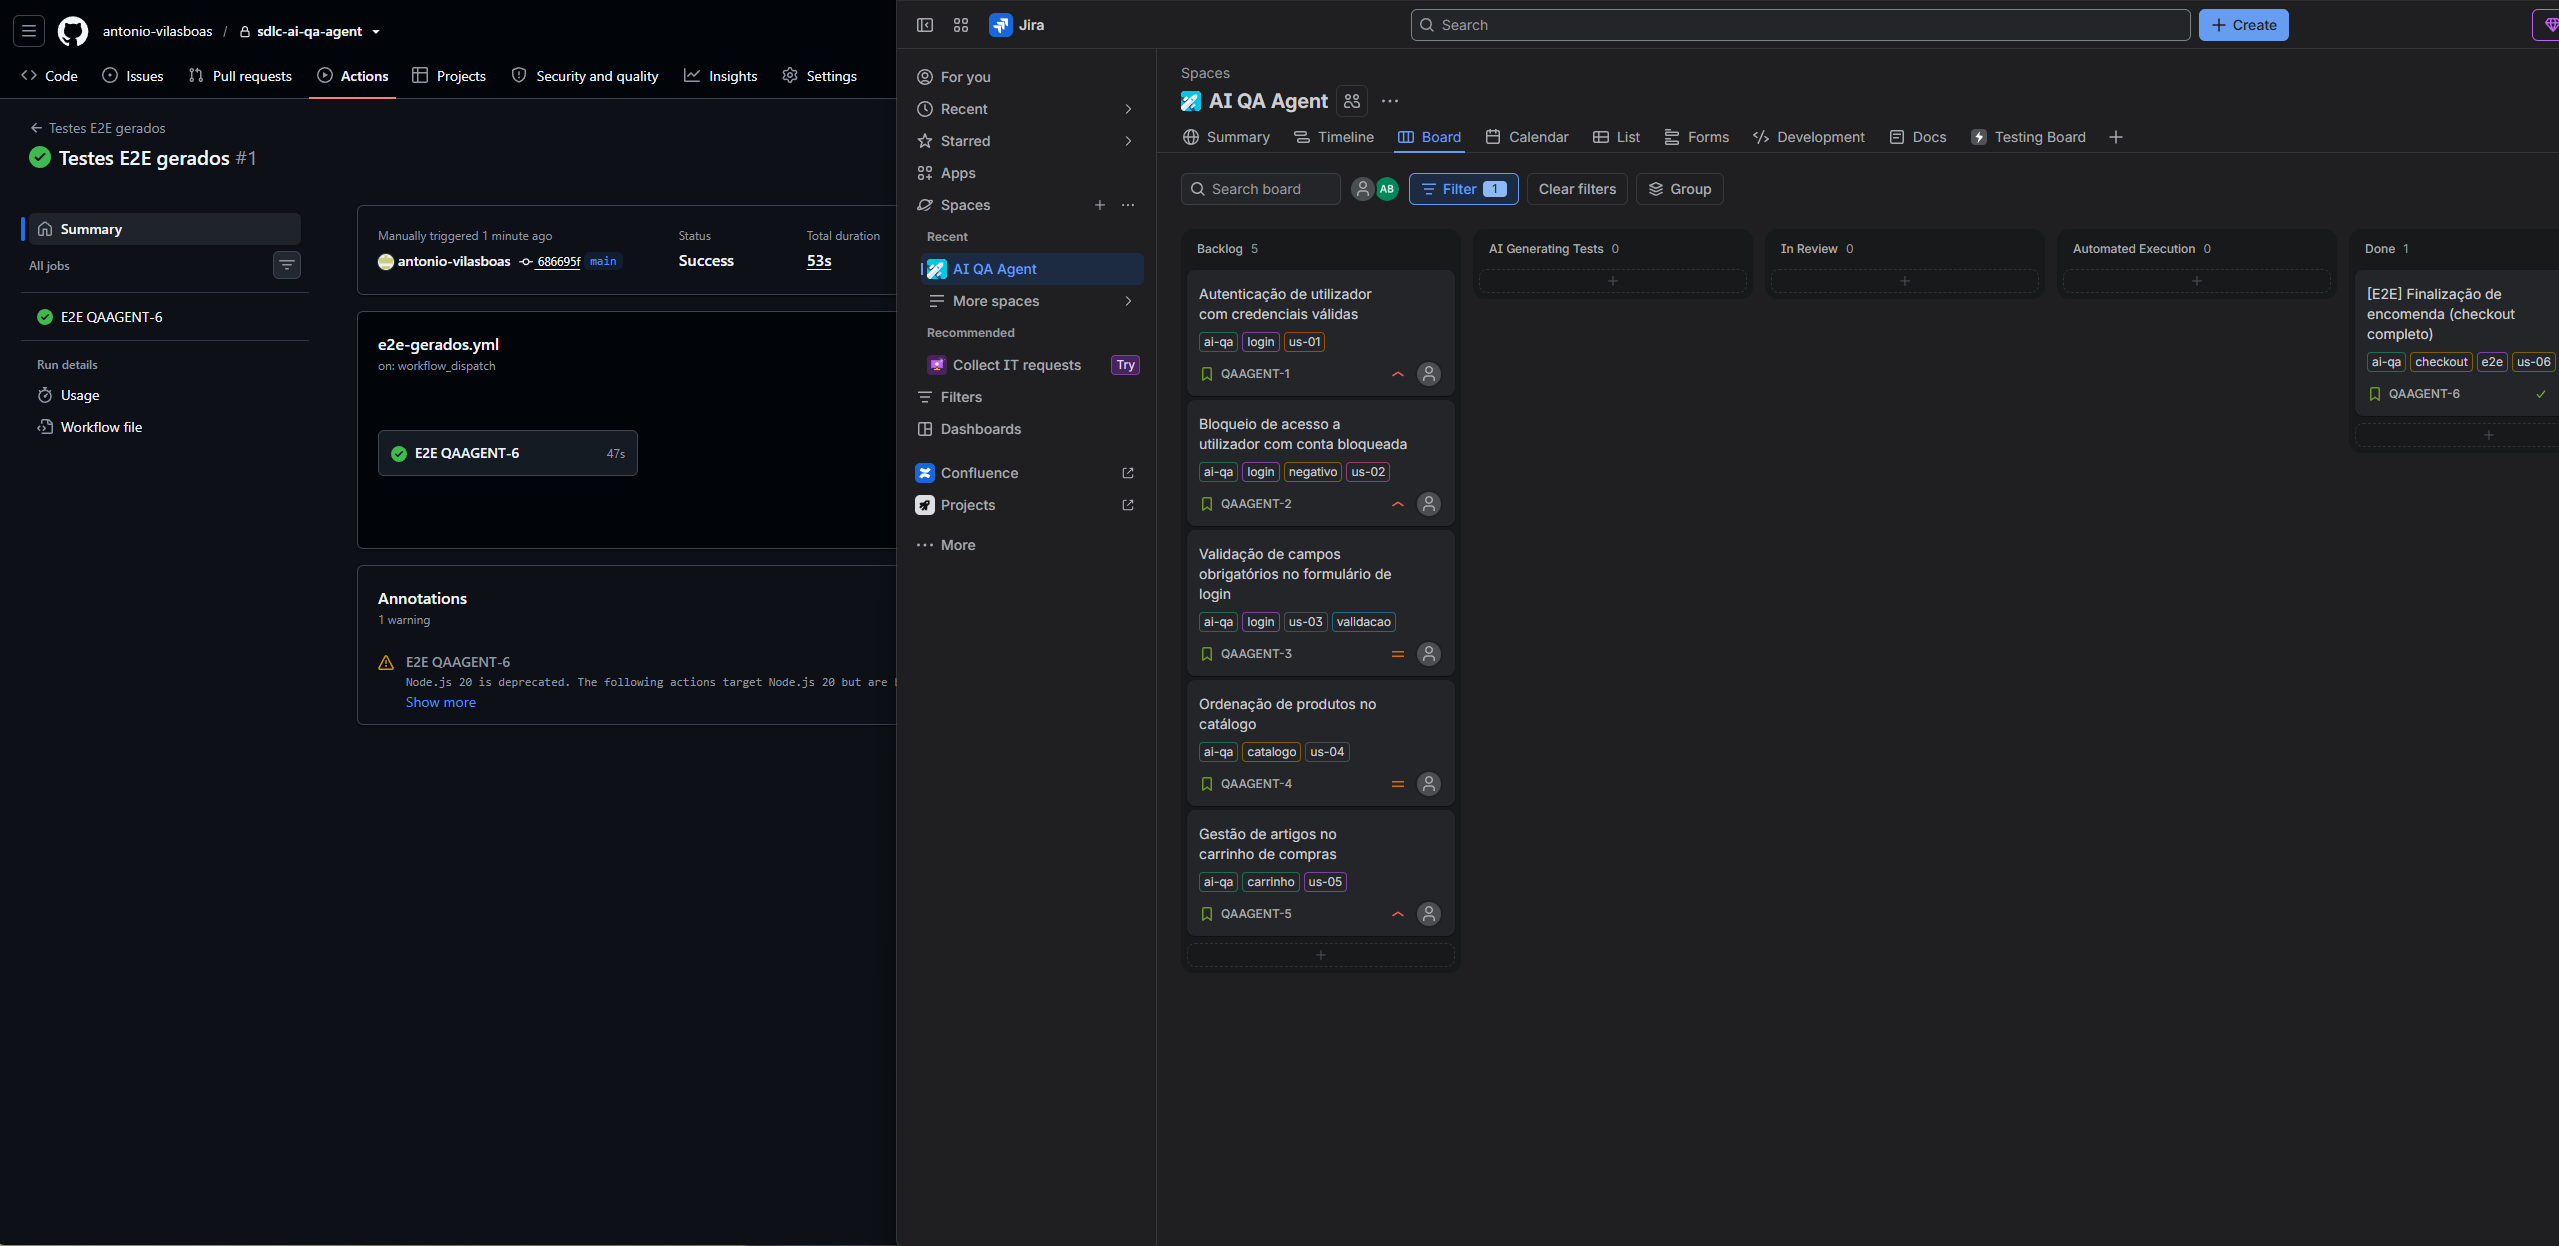 antonio-vilasboas / sdlc-ai-qa-agent
Code Issues Pull requests Actions Projects Security and quality Insights Settings
Testes E2E gerados
Testes E2E gerados #1
Summary
All jobs
E2E QAAGENT-6
Run details
Usage
Workflow file
Manually triggered 1 minute ago
antonio-vilasboas 686695f main
Status
Success
Total duration
53s
e2e-gerados.yml
on: workflow_dispatch
E2E QAAGENT-6 47s
Annotations
1 warning
E2E QAAGENT-6
Node.js 20 is deprecated. The following actions target Node.js 20 but are
Show more
Jira
Search
Create
For you
Recent
Starred
Apps
Spaces
Recent
AI QA Agent
More spaces
Recommended
Collect IT requests Try
Filters
Dashboards
Confluence
Projects
More
Spaces
AI QA Agent
Summary Timeline Board Calendar List Forms Development Docs Testing Board
Search board
AB
Filter 1
Clear filters
Group
Backlog 5
Autenticação de utilizador
com credenciais válidas
ai-qa login us-01
QAAGENT-1
Bloqueio de acesso a
utilizador com conta bloqueada
ai-qa login negativo us-02
QAAGENT-2
Validação de campos
obrigatórios no formulário de
login
ai-qa login us-03 validacao
QAAGENT-3
Ordenação de produtos no
catálogo
ai-qa catalogo us-04
QAAGENT-4
Gestão de artigos no
carrinho de compras
ai-qa carrinho us-05
QAAGENT-5
AI Generating Tests 0
In Review 0
Automated Execution 0
Done 1
[E2E] Finalização de
encomenda (checkout
completo)
ai-qa checkout e2e us-06
QAAGENT-6